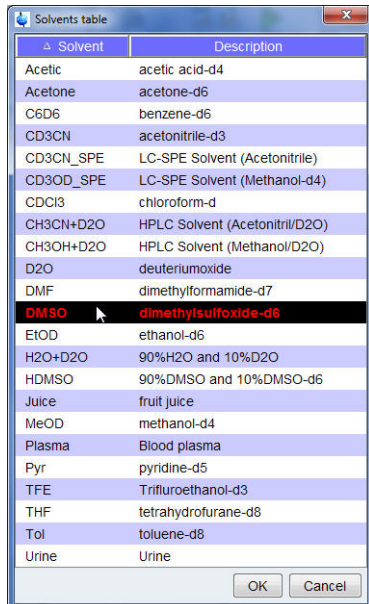 Solvents table
Solvent Description
Acetic acetic acid-d4
Acetone acetone-d6
C6D6 benzene-d6
CD3CN acetonitrile-d3
CD3CN_SPE LC-SPE Solvent (Acetonitrile)
CD3OD_SPE LC-SPE Solvent (Methanol-d4)
CDCl3 chloroform-d
CH3CN+D2O HPLC Solvent (Acetonitril/D2O)
CH3OH+D2O HPLC Solvent (Methanol/D2O)
D2O deuteriumoxide
DMF dimethylformamide-d7
DMSO dimethylsulfoxide-d6
EtOD ethanol-d6
H2O+D2O 90%H2O and 10%D2O
HDMSO 90%DMSO and 10%DMSO-d6
Juice fruit juice
MeOD methanol-d4
Plasma Blood plasma
Pyr pyridine-d5
TFE Trifluroethanol-d3
THF tetrahydrofurane-d8
Tol toluene-d8
Urine Urine
OK Cancel